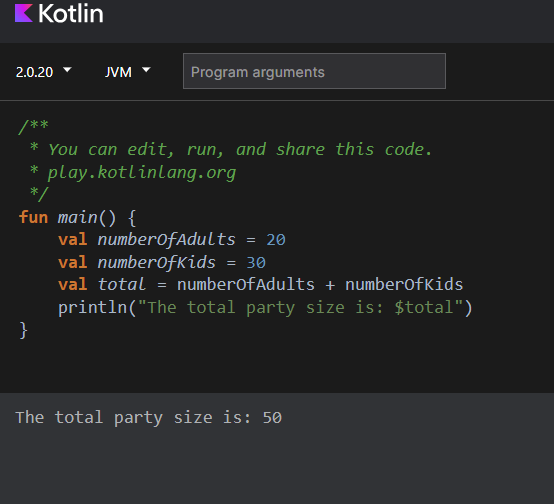 Kotlin
2.0.20 JVM Program arguments
/**
 * You can edit, run, and share this code.
 * play.kotlinlang.org
 */
fun main() {
    val numberOfAdults = 20
    val numberOfKids = 30
    val total = numberOfAdults + numberOfKids
    println("The total party size is: $total")
}
The total party size is: 50